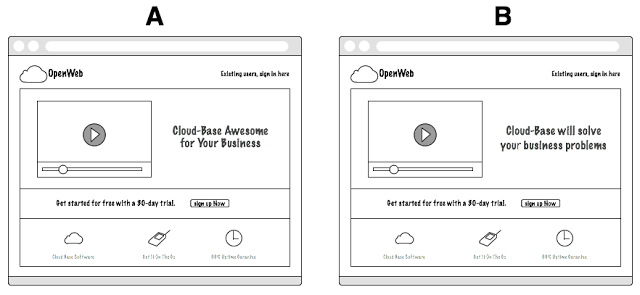 A
OpenWeb
Existing users, sign in here
Cloud-Base Awesome
for Your Business
Get started for free with a 30-day trial.
sign up Now
Cloud Base Software
Get It On The Go
99% Uptime Garantee
B
OpenWeb
Existing users, sign in here
Cloud-Base will solve
your business problems
Get started for free with a 30-day trial.
sign up Now
Cloud Base Software
Get It On The Go
99% Uptime Garantee